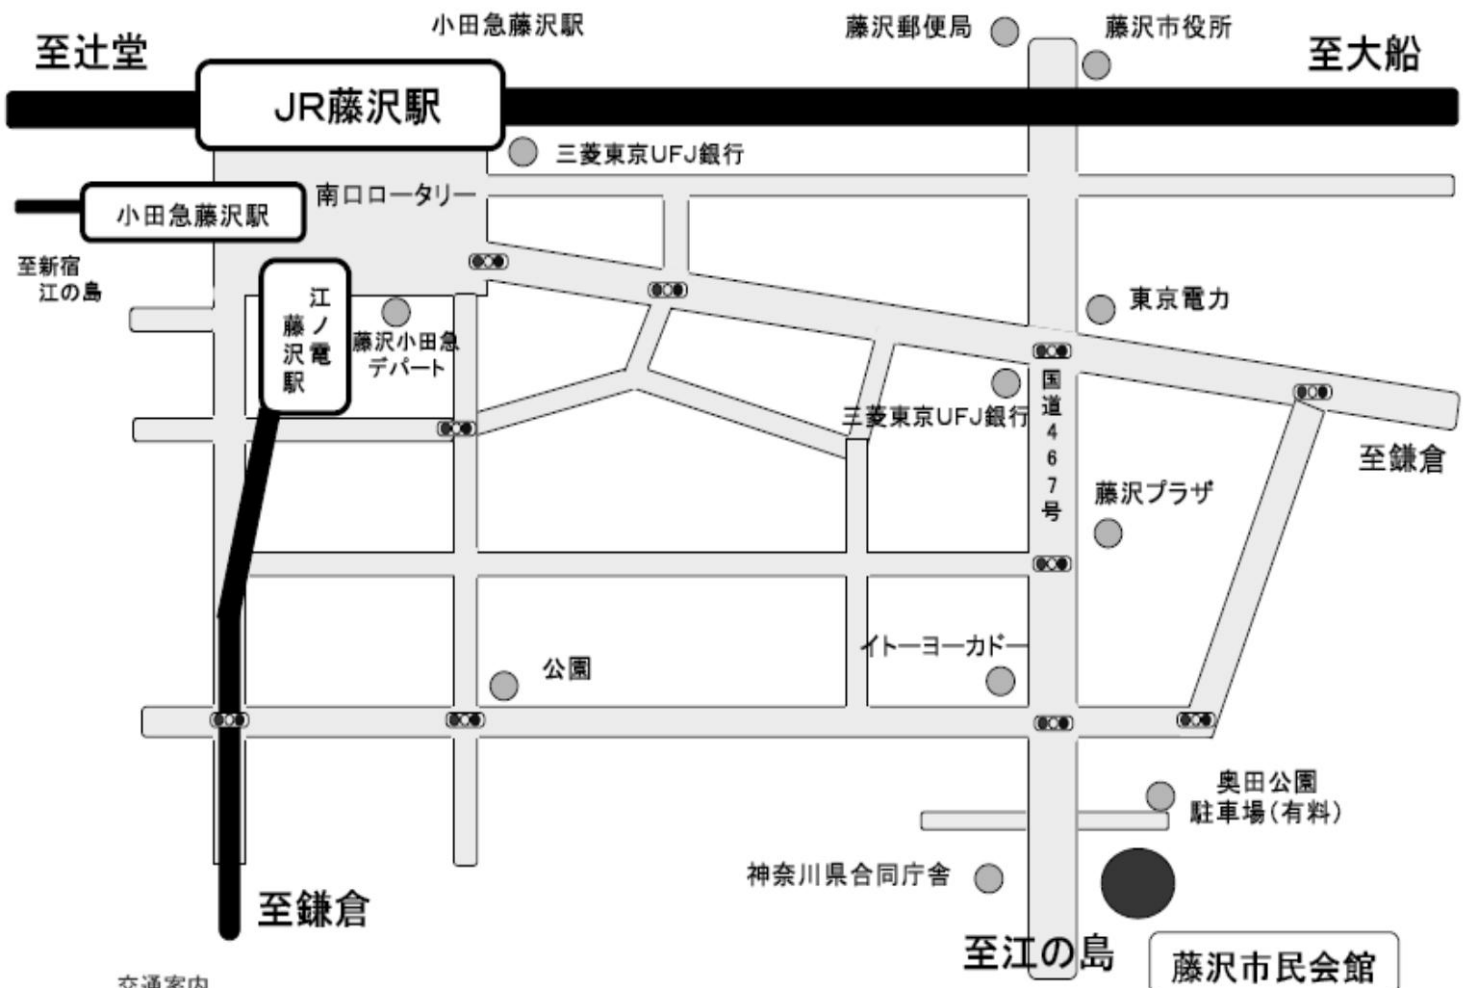 小田急藤沢駅
藤沢郵便局
藤沢市役所
至辻堂
至大船
JR藤沢駅
三菱東京UFJ銀行
南口ロータリー
小田急藤沢駅
至新宿
江の島
江ノ電
藤沢駅
藤沢小田急
デパート
東京電力
国道467号
三菱東京UFJ銀行
至鎌倉
藤沢プラザ
イトーヨーカドー
公園
奥田公園
駐車場(有料)
神奈川県合同庁舎
至鎌倉
至江の島
藤沢市民会館
交通案内